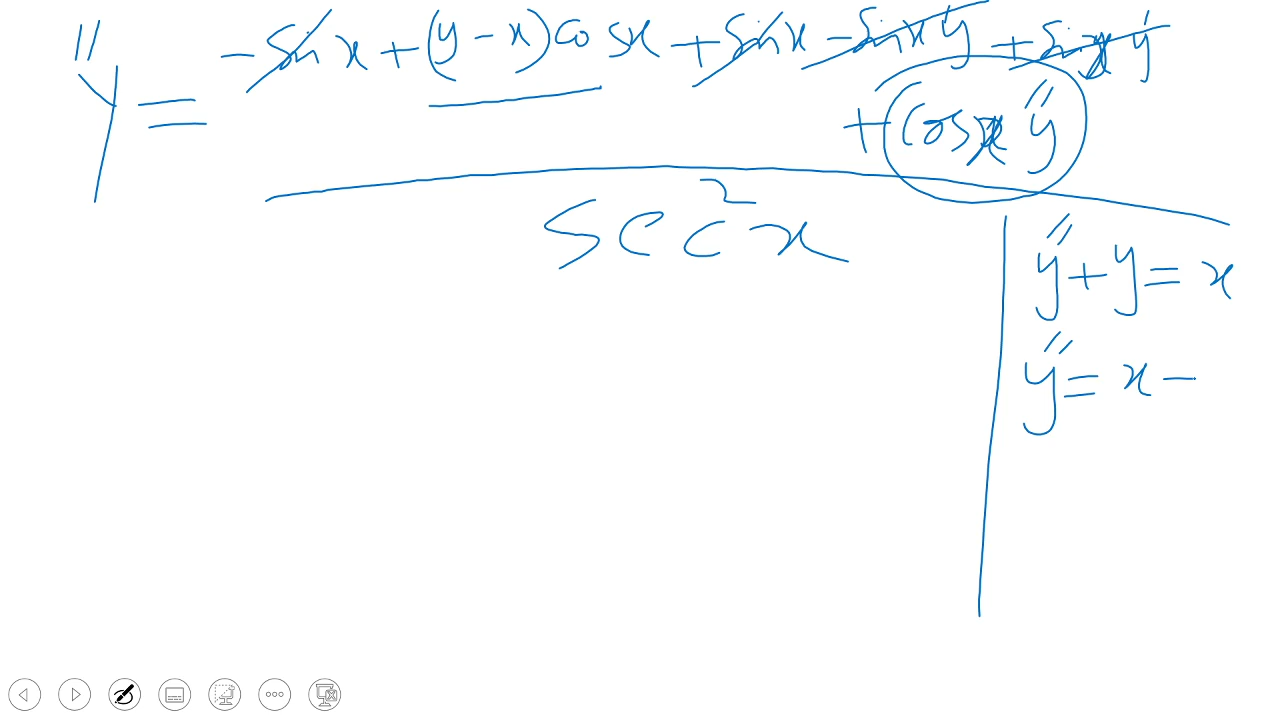 Y'' = - sin x + (y - x) cos x + sin x - sin x y' + sin x y'
+ cos x y''
sec² x
y'' + y = x
y'' = x -